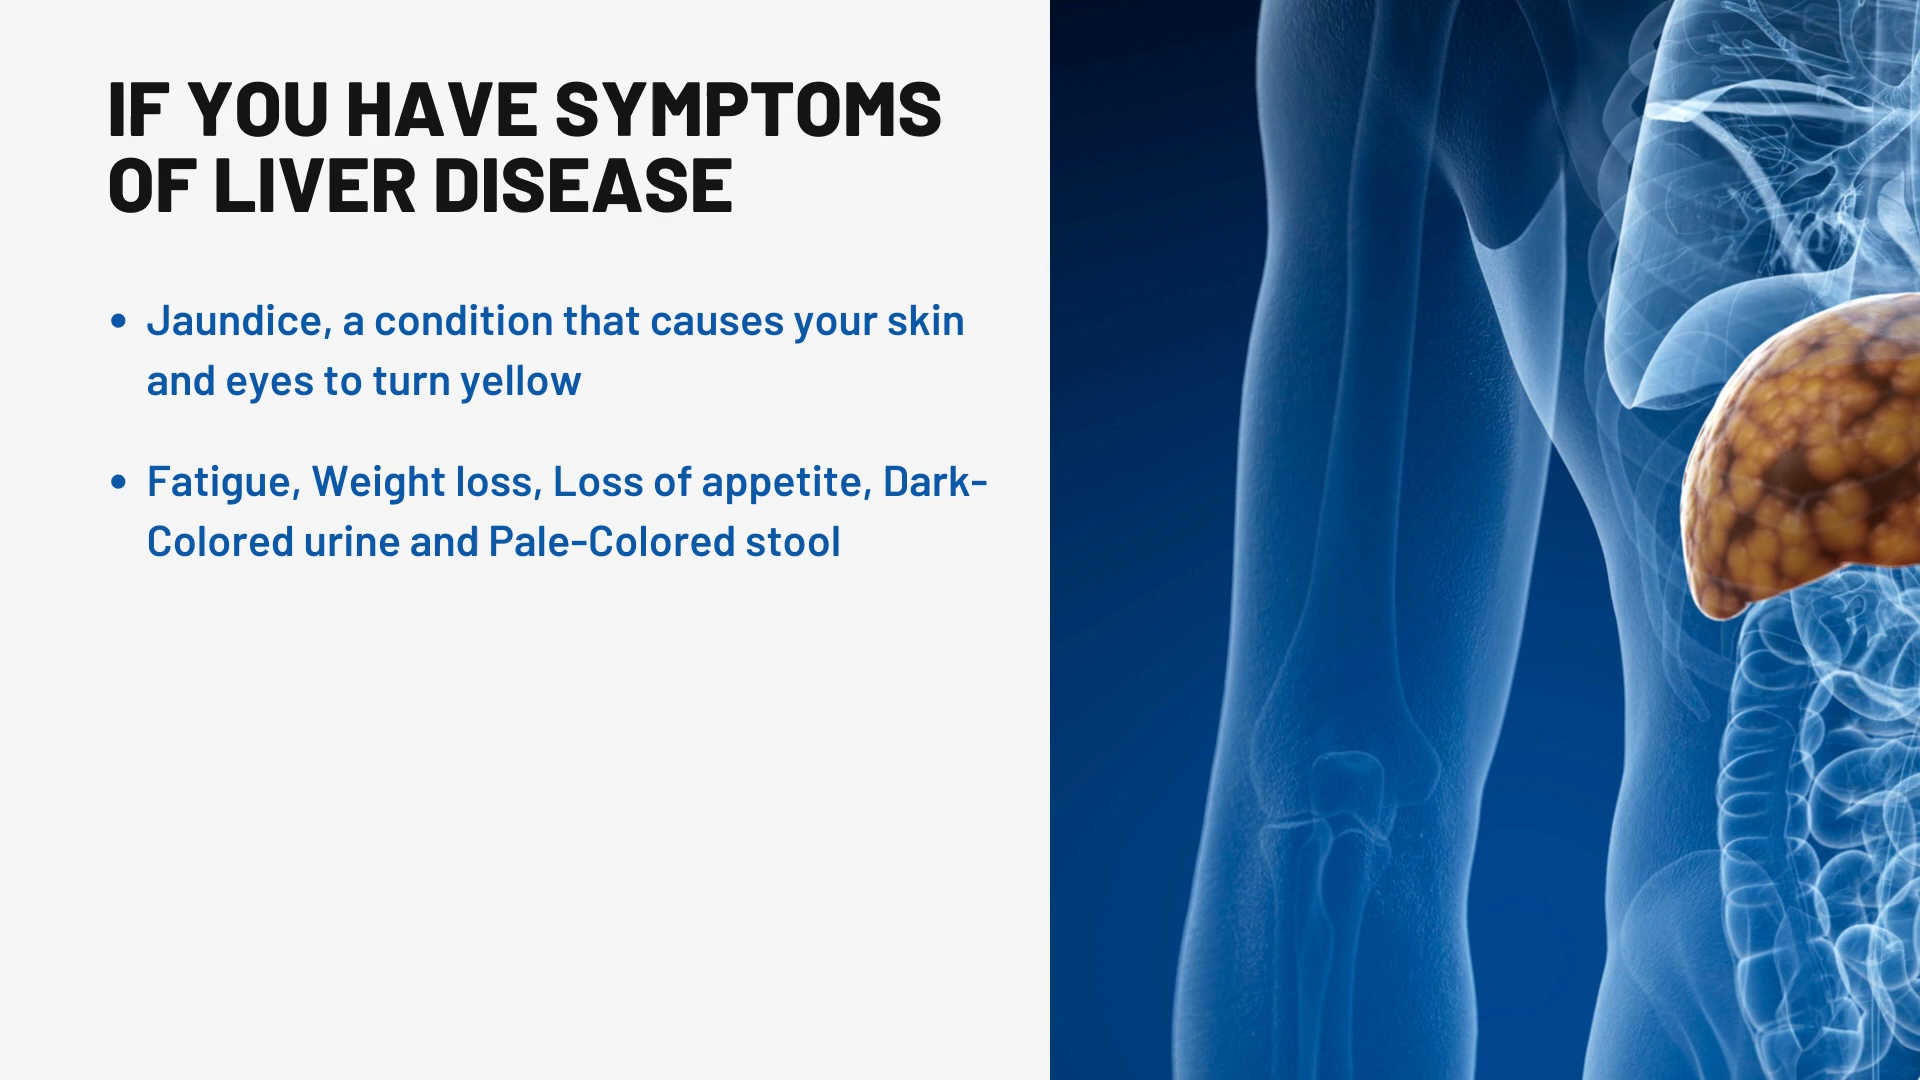 IF YOU HAVE SYMPTOMS
OF LIVER DISEASE
• Jaundice, a condition that causes your skin
and eyes to turn yellow
• Fatigue, Weight loss, Loss of appetite, Dark-
Colored urine and Pale-Colored stool